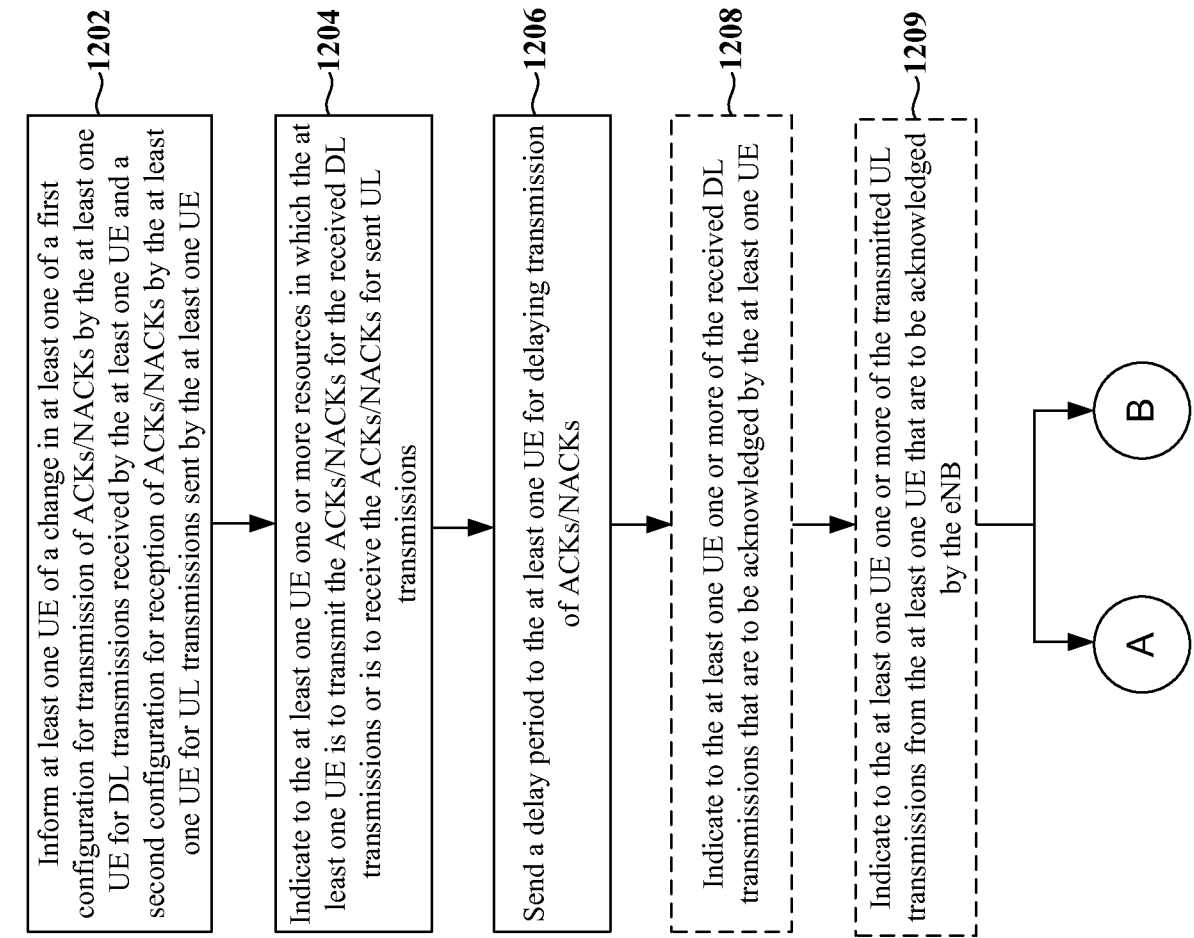 Inform at least one UE of a change in at least one of a first
configuration for transmission of ACKs/NACKs by the at least one
UE for DL transmissions received by the at least one UE and a
second configuration for reception of ACKs/NACKs by the at least
one UE for UL transmissions sent by the at least one UE
1202
Indicate to the at least one UE one or more resources in which the at
least one UE is to transmit the ACKs/NACKs for the received DL
transmissions or is to receive the ACKs/NACKs for sent UL
transmissions
1204
Send a delay period to the at least one UE for delaying transmission
of ACKs/NACKs
1206
Indicate to the at least one UE one or more of the received DL
transmissions that are to be acknowledged by the at least one UE
1208
Indicate to the at least one UE one or more of the transmitted UL
transmissions from the at least one UE that are to be acknowledged
by the eNB
1209
A
B